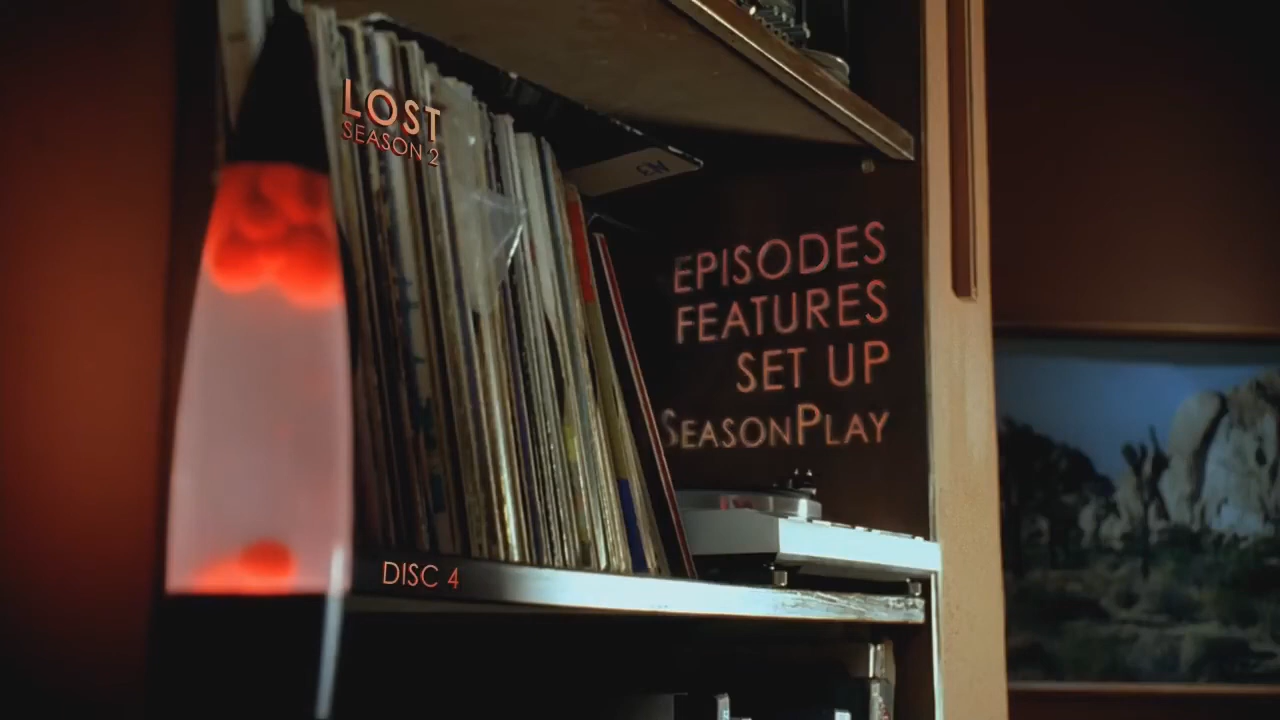 LOST
SEASON 2
EPISODES
FEATURES
SET UP
SEASONPLAY
DISC 4